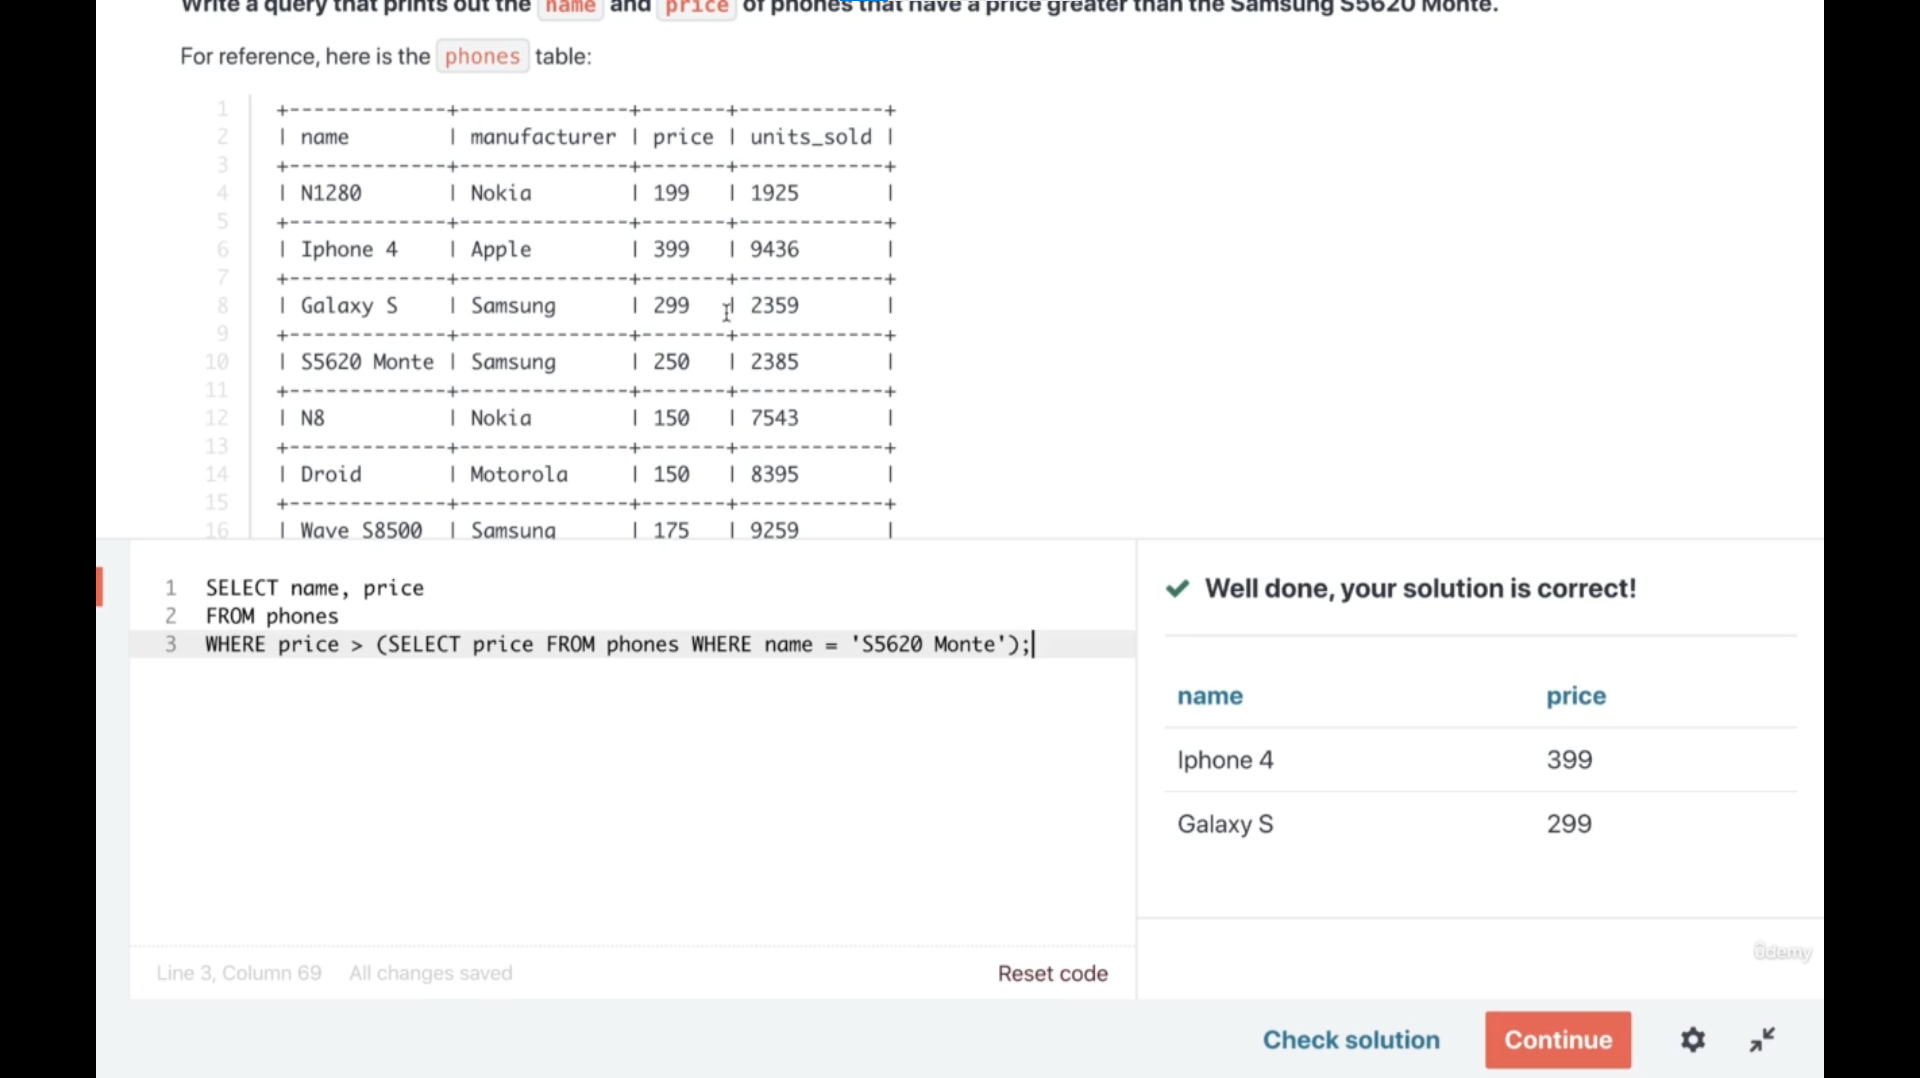 Write a query that prints out the name and price of phones that have a price greater than the Samsung S5620 Monte.
For reference, here is the phones table:
1 +-------------+--------------+-------+------------+
2 | name | manufacturer | price | units_sold |
3 +-------------+--------------+-------+------------+
4 | N1280 | Nokia | 199 | 1925 |
5 +-------------+--------------+-------+------------+
6 | Iphone 4 | Apple | 399 | 9436 |
7 +-------------+--------------+-------+------------+
8 | Galaxy S | Samsung | 299 | 2359 |
9 +-------------+--------------+-------+------------+
10 | S5620 Monte | Samsung | 250 | 2385 |
11 +-------------+--------------+-------+------------+
12 | N8 | Nokia | 150 | 7543 |
13 +-------------+--------------+-------+------------+
14 | Droid | Motorola | 150 | 8395 |
15 +-------------+--------------+-------+------------+
16 | Wave S8500 | Samsung | 175 | 9259 |
1 SELECT name, price
2 FROM phones
3 WHERE price > (SELECT price FROM phones WHERE name = 'S5620 Monte');
Line 3, Column 69 All changes saved
Reset code
Well done, your solution is correct!
name price
Iphone 4 399
Galaxy S 299
ûdemy
Check solution
Continue